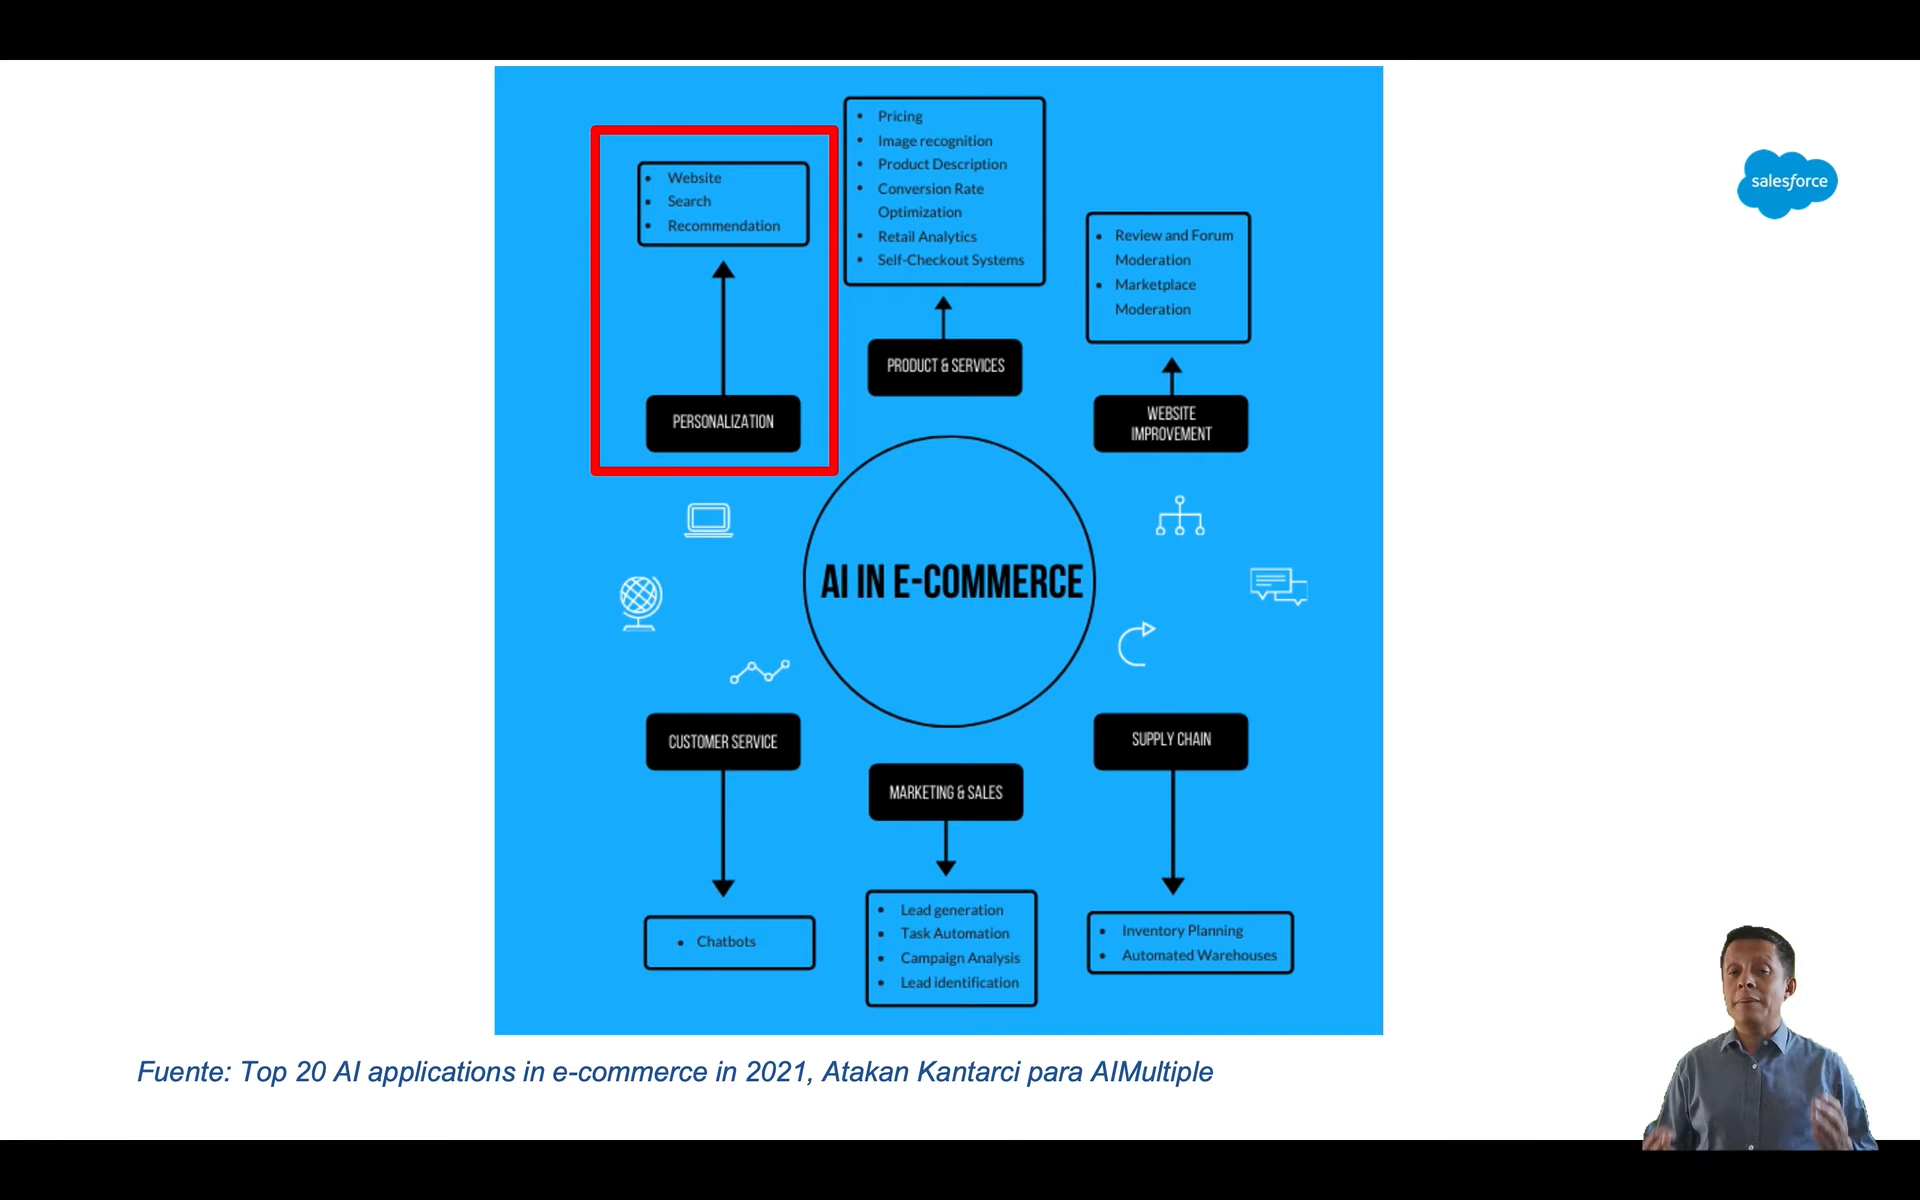 Website
Search
Recommendation
PERSONALIZATION
Pricing
Image recognition
Product Description
Conversion Rate
Optimization
Retail Analytics
Self-Checkout Systems
PRODUCT & SERVICES
Review and Forum
Moderation
Marketplace
Moderation
WEBSITE
IMPROVEMENT
salesforce
AI IN E-COMMERCE
CUSTOMER SERVICE
Chatbots
MARKETING & SALES
Lead generation
Task Automation
Campaign Analysis
Lead identification
SUPPLY CHAIN
Inventory Planning
Automated Warehouses
Fuente: Top 20 AI applications in e-commerce in 2021, Atakan Kantarci para AIMultiple